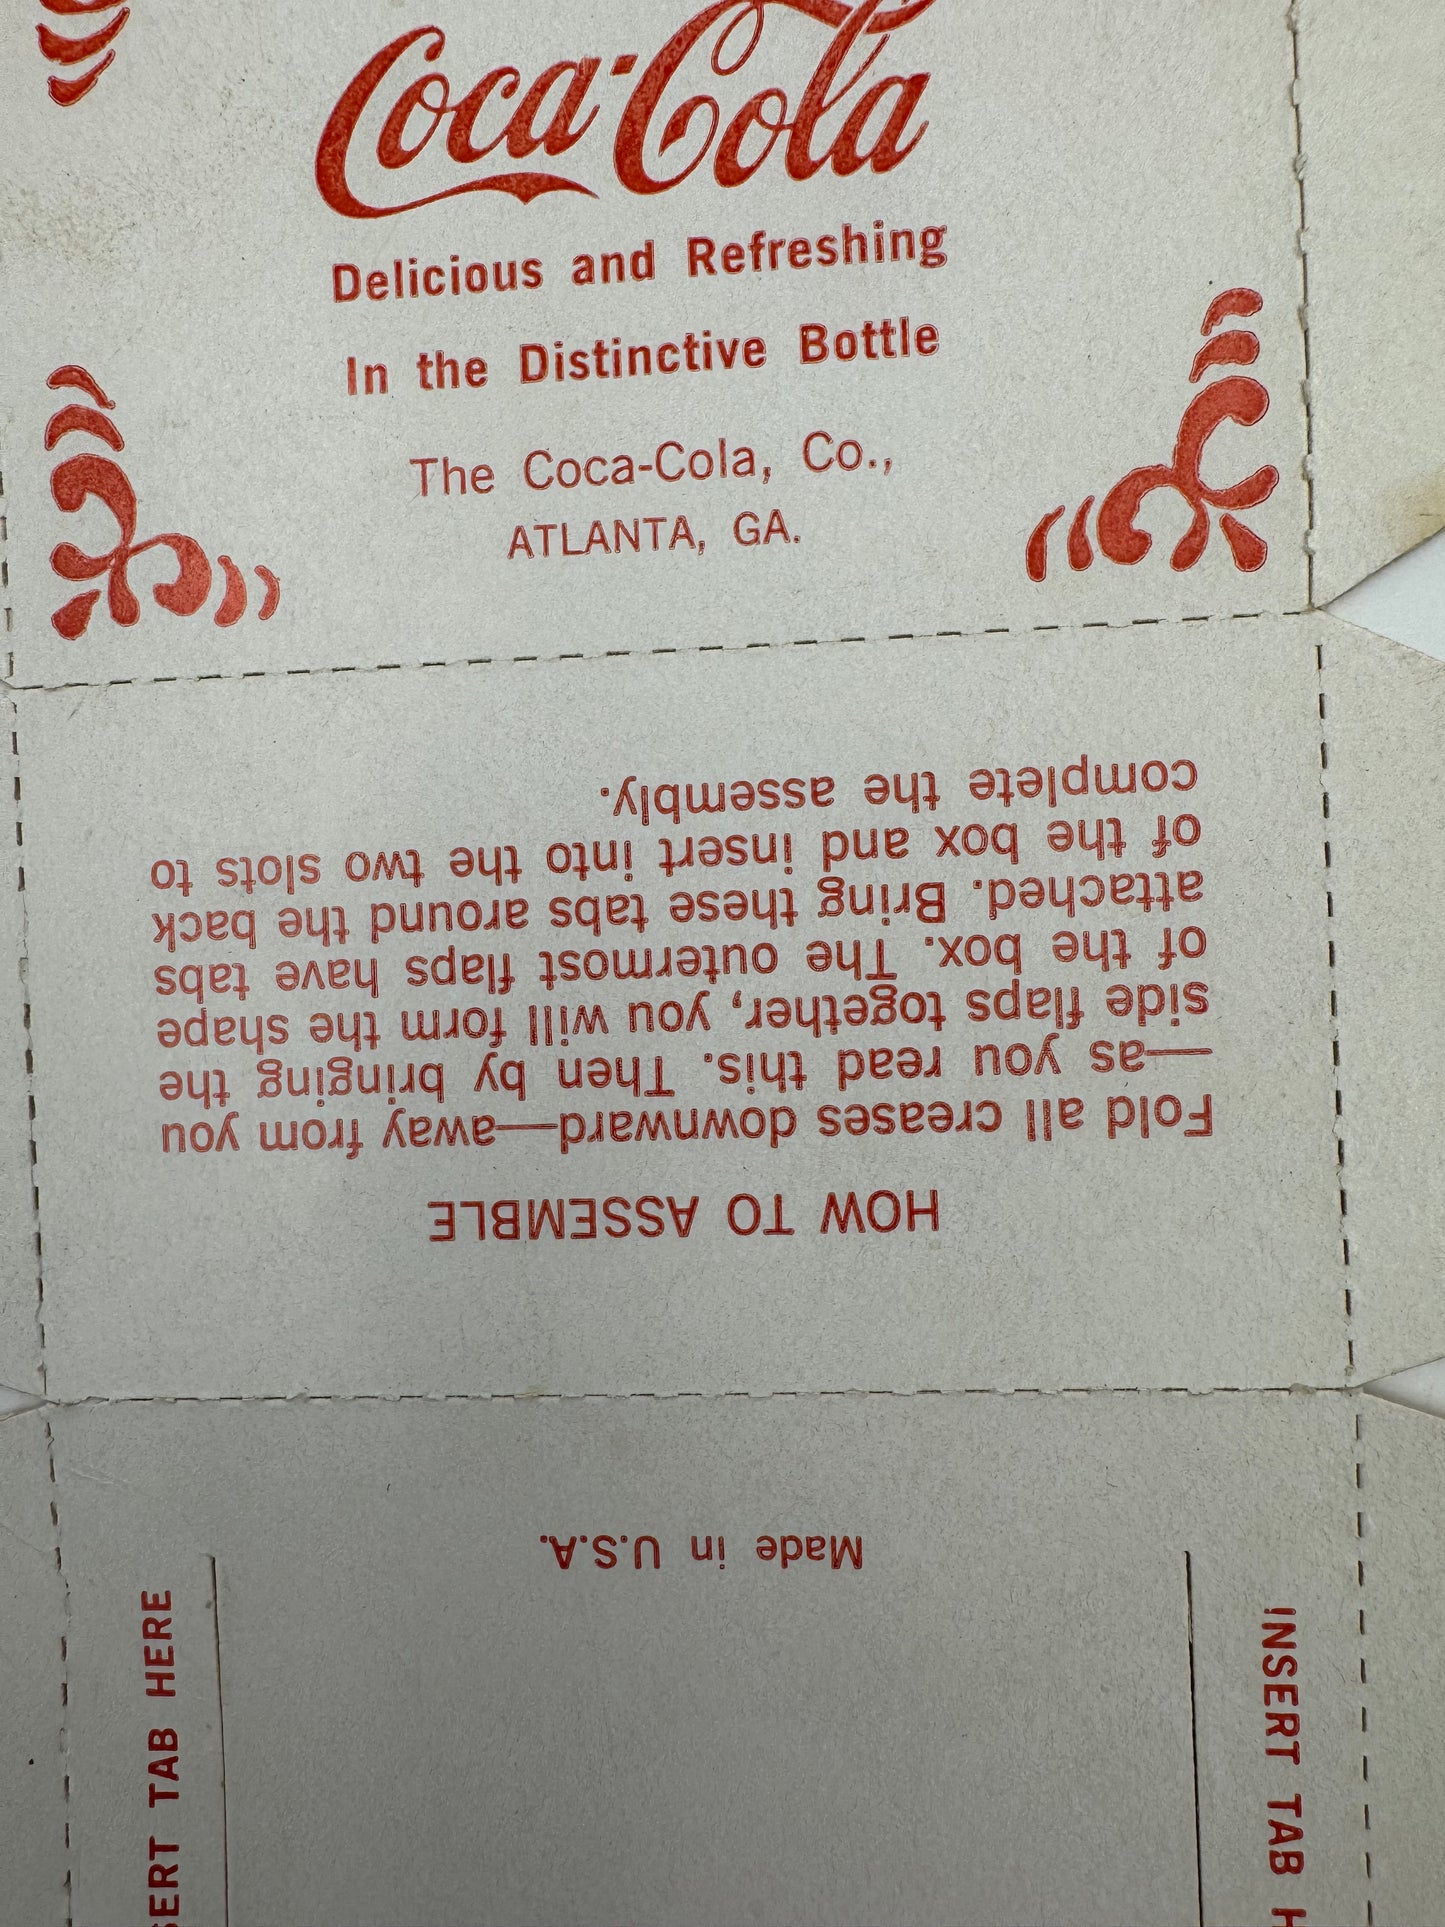 Coca-Cola
Delicious and Refreshing
In the Distinctive Bottle
The Coca-Cola, Co.,
ATLANTA, GA.
HOW TO ASSEMBLE
Fold all creases downward—away from you
—as you read this. Then by bringing the
side flaps together, you will form the shape
of the box. The outermost flaps have tabs
attached. Bring these tabs around the back
of the box and insert into the two slots to
complete the assembly.
Made in U.S.A.
SERT TAB HERE
INSERT TAB H